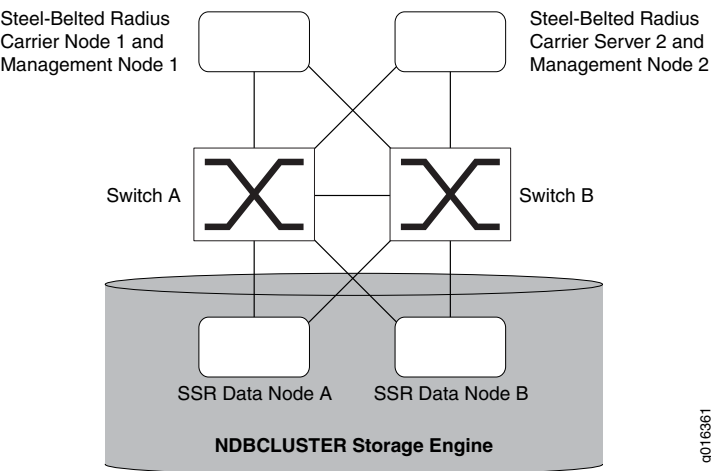 Steel-Belted Radius
Carrier Node 1 and
Management Node 1
Steel-Belted Radius
Carrier Server 2 and
Management Node 2
Switch A
Switch B
SSR Data Node A
SSR Data Node B
NDBCLUSTER Storage Engine
g016361